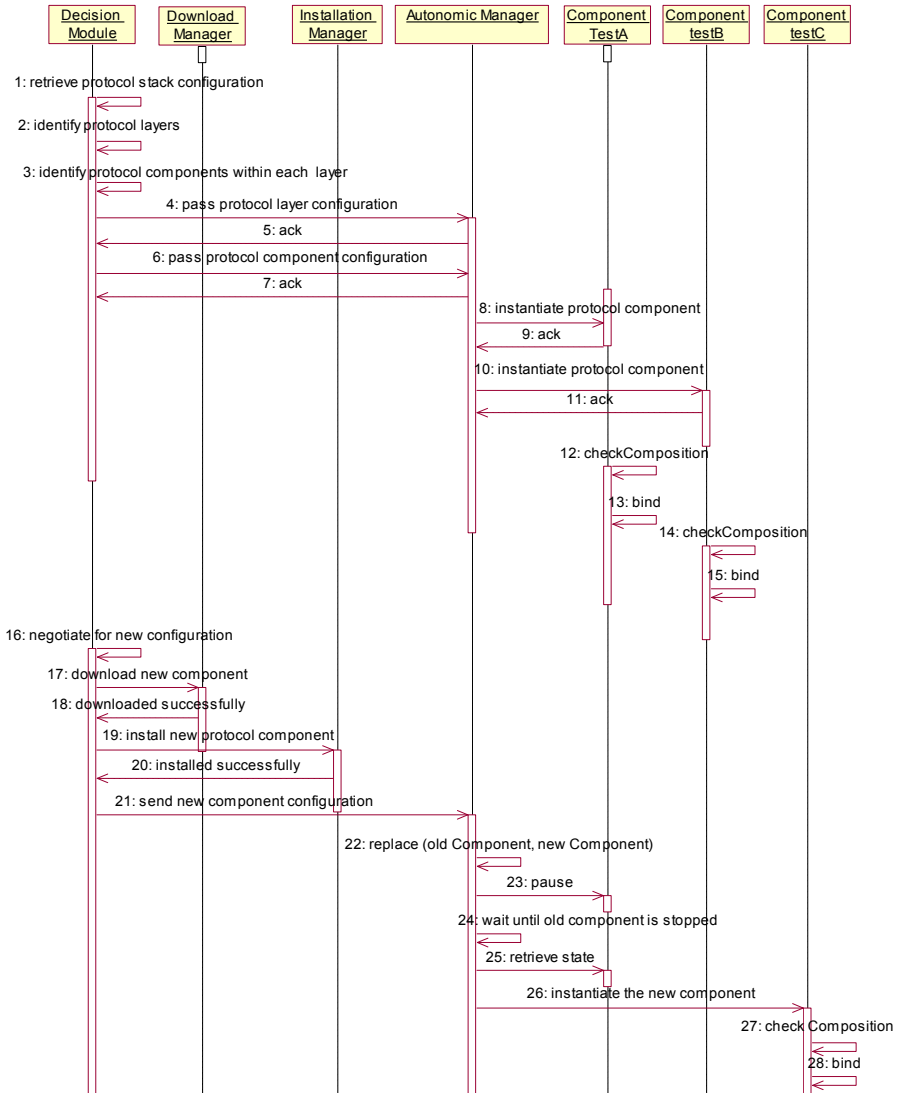 Decision
Module
Download
Manager
Installation
Manager
Autonomic Manager
Component
TestA
Component
testB
Component
testC
1: retrieve protocol stack configuration
2: identify protocol layers
3: identify protocol components within each layer
4: pass protocol layer configuration
5: ack
6: pass protocol component configuration
7: ack
8: instantiate protocol component
9: ack
10: instantiate protocol component
11: ack
12: checkComposition
13: bind
14: checkComposition
15: bind
16: negotiate for new configuration
17: download new component
18: downloaded successfully
19: install new protocol component
20: installed successfully
21: send new component configuration
22: replace (old Component, new Component)
23: pause
24: wait until old component is stopped
25: retrieve state
26: instantiate the new component
27: check Composition
28: bind